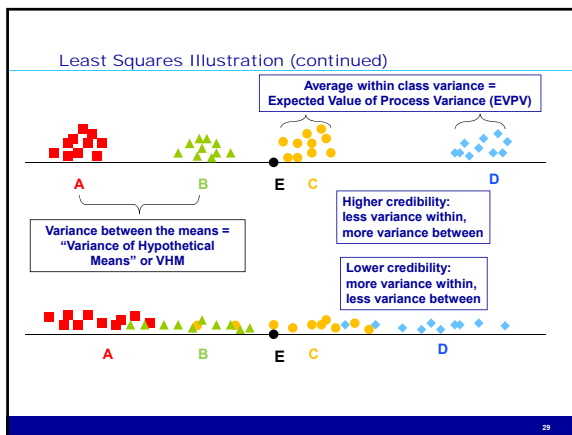 Least Squares Illustration (continued)
Average within class variance =
Expected Value of Process Variance (EVPV)
A
B
E
C
D
Variance between the means =
“Variance of Hypothetical
Means” or VHM
Higher credibility:
less variance within,
more variance between
Lower credibility:
more variance within,
less variance between
A
B
E
C
D
29